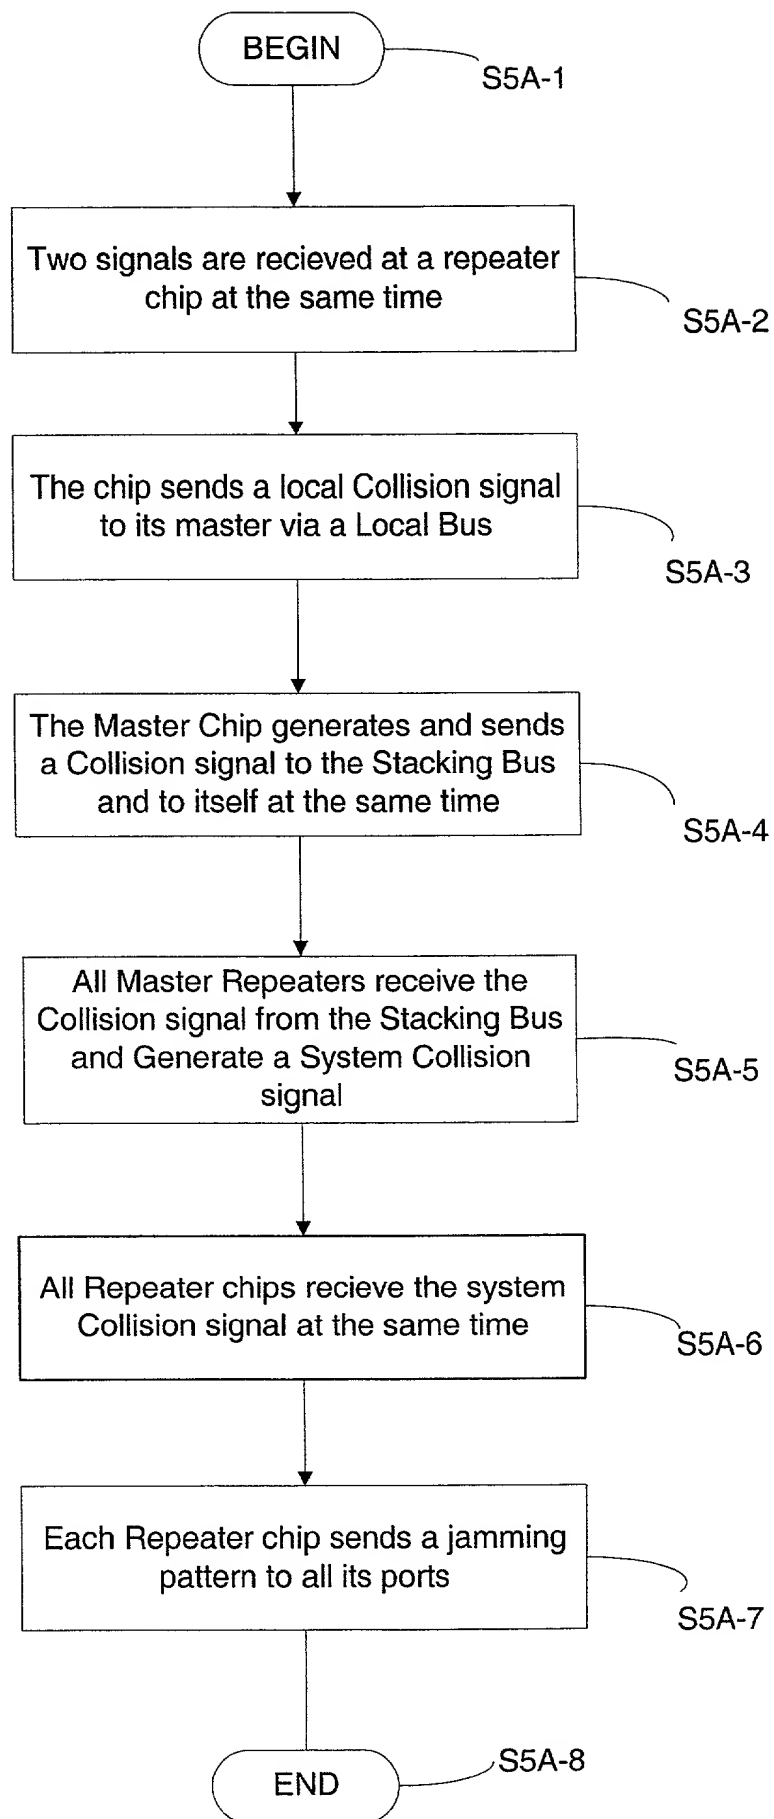 BEGIN
S5A-1
Two signals are recieved at a repeater
chip at the same time
S5A-2
The chip sends a local Collision signal
to its master via a Local Bus
S5A-3
The Master Chip generates and sends
a Collision signal to the Stacking Bus
and to itself at the same time
S5A-4
All Master Repeaters receive the
Collision signal from the Stacking Bus
and Generate a System Collision
signal
S5A-5
All Repeater chips recieve the system
Collision signal at the same time
S5A-6
Each Repeater chip sends a jamming
pattern to all its ports
S5A-7
S5A-8
END